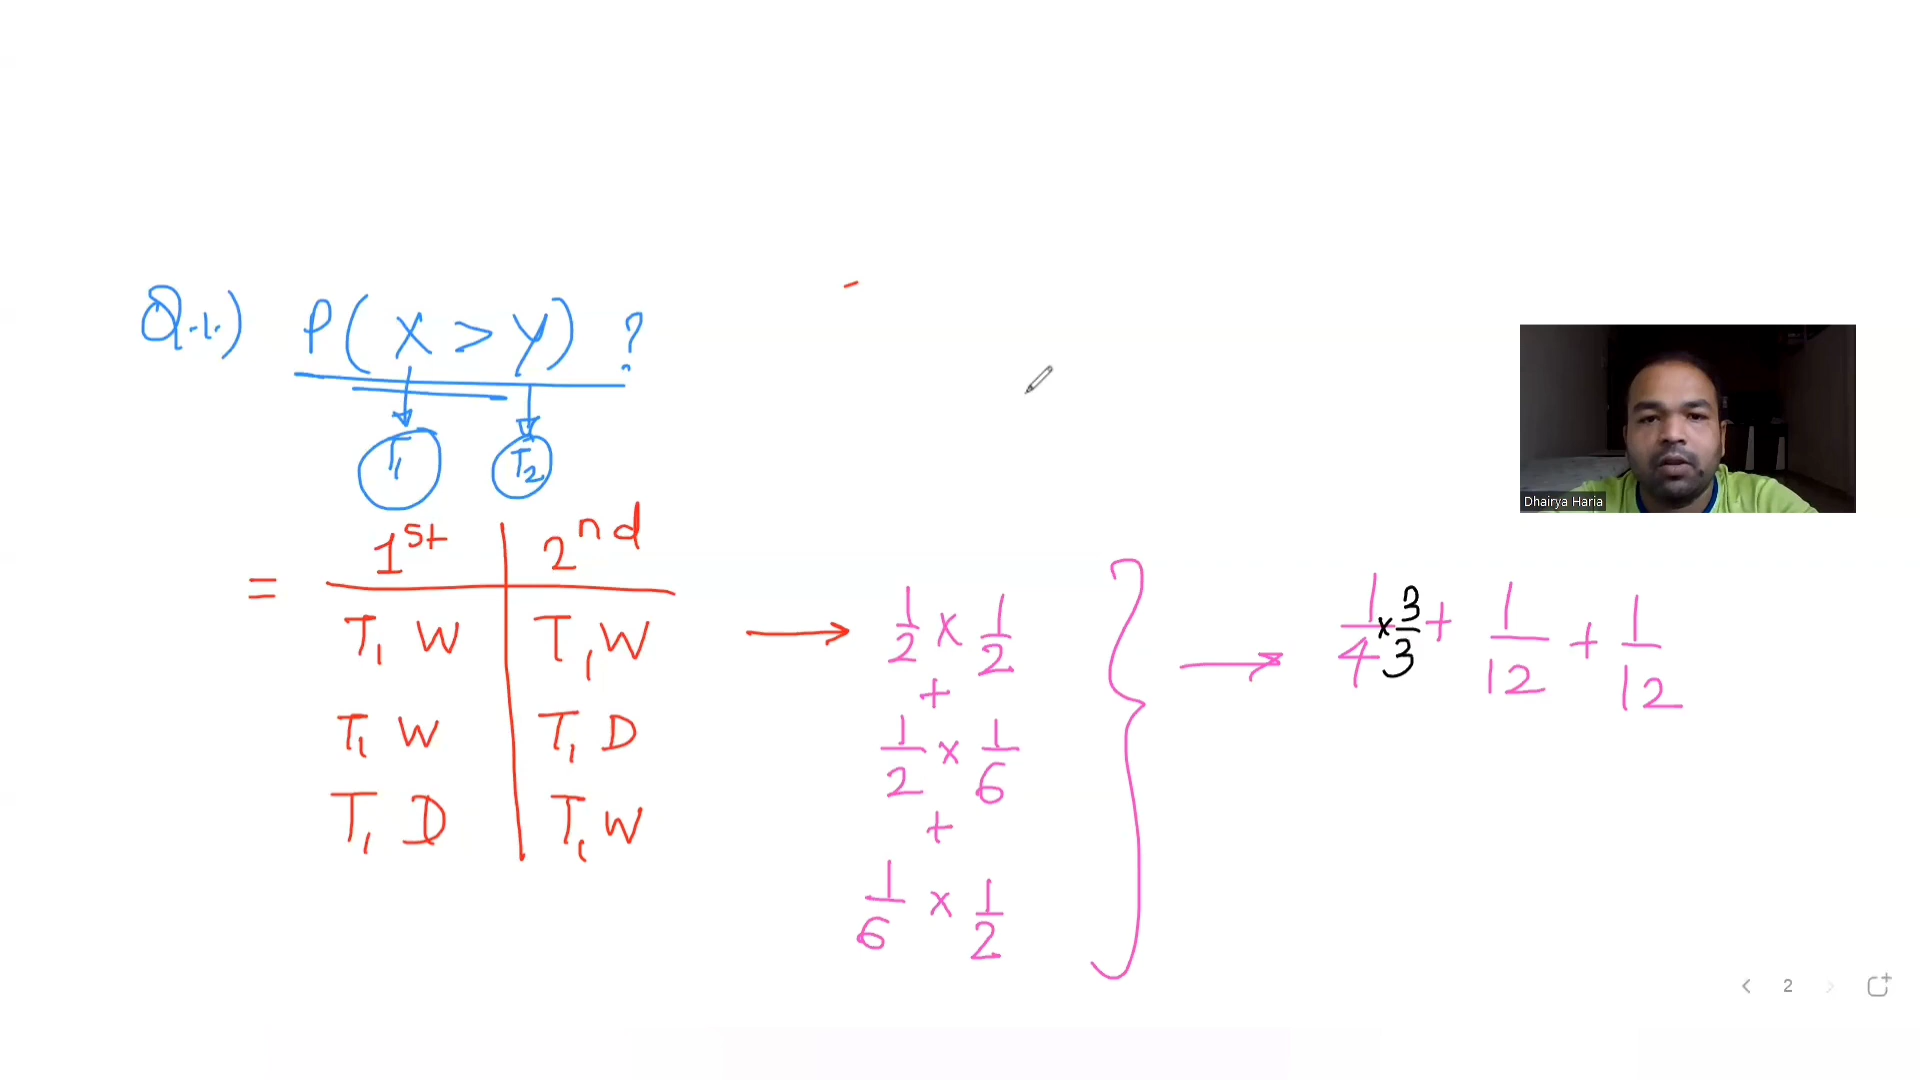 Q.1.) P(X > Y) ?
T1 T2
= 1st 2nd
T1 W T1 W → 1/2 x 1/2
+
T1 W T1 D 1/2 x 1/6
+
T1 D T1 W 1/6 x 1/2
→ 1/4 x 3/3 + 1/12 + 1/12
Dhairya Haria
2